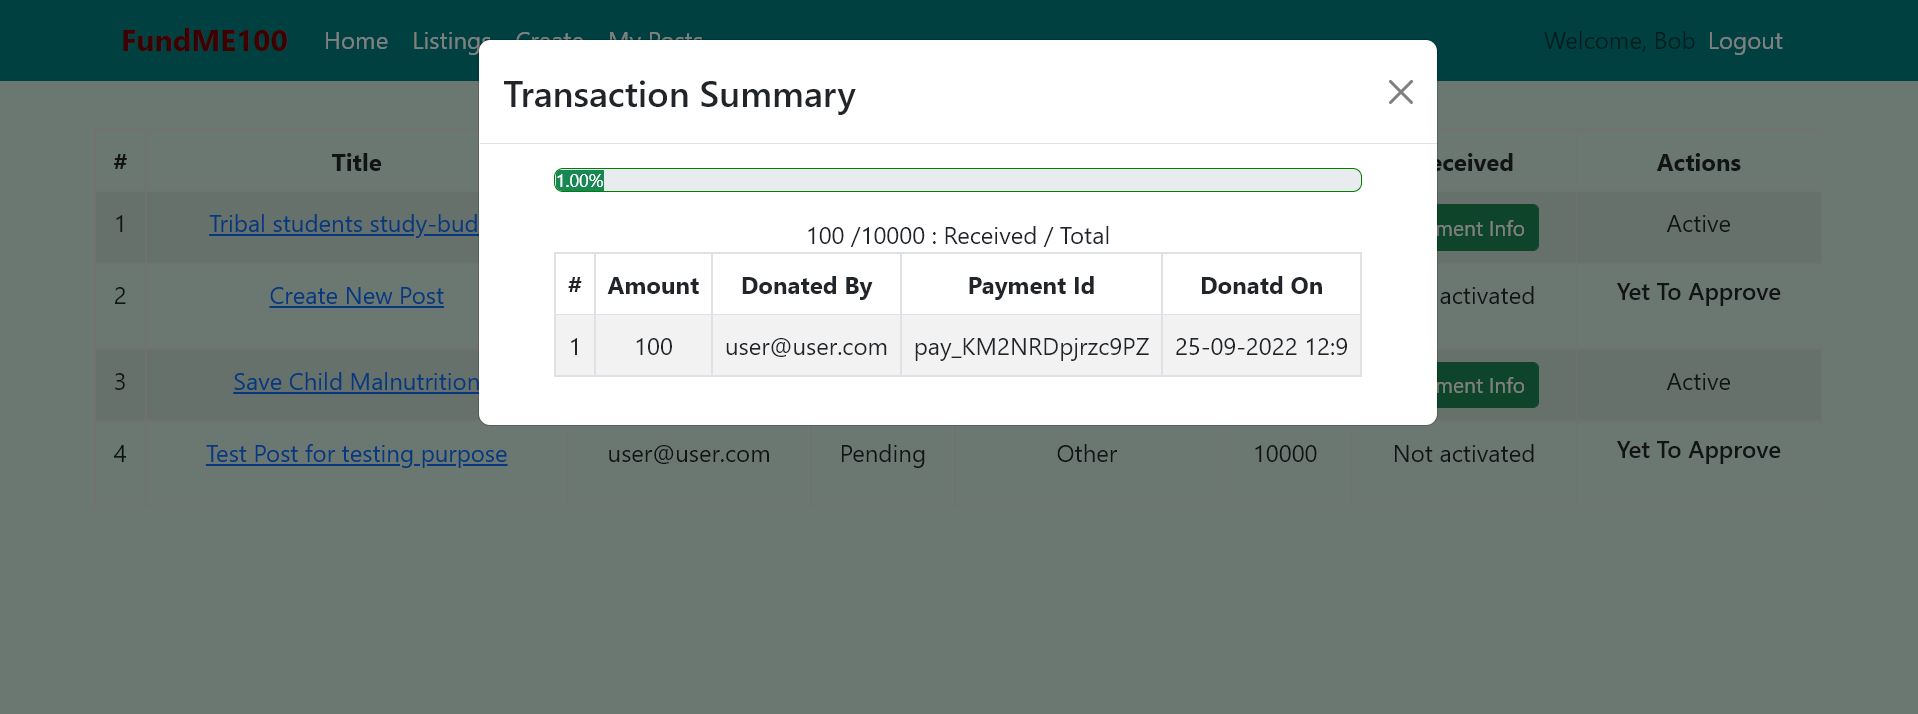 FundME100 Home Listings Create My Posts Welcome, Bob Logout
Transaction Summary
1.00%
100 /10000 : Received / Total
# Amount Donated By Payment Id Donatd On
1 100 user@user.com pay_KM2NRDpjrzc9PZ 25-09-2022 12:9
# Title eceived Actions
1 Tribal students study-bud ment Info Active
2 Create New Post activated Yet To Approve
3 Save Child Malnutrition ment Info Active
4 Test Post for testing purpose user@user.com Pending Other 10000 Not activated Yet To Approve